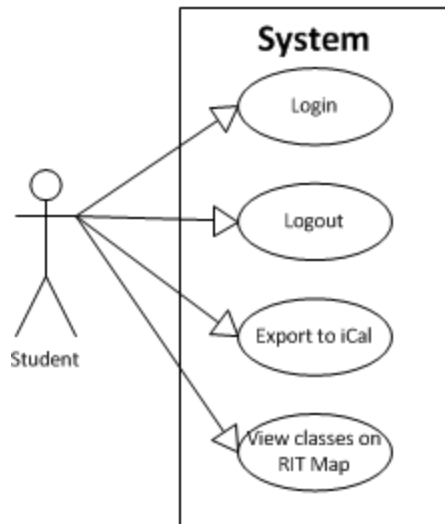 System
Login
Logout
Export to iCal
Student
View classes on
RIT Map